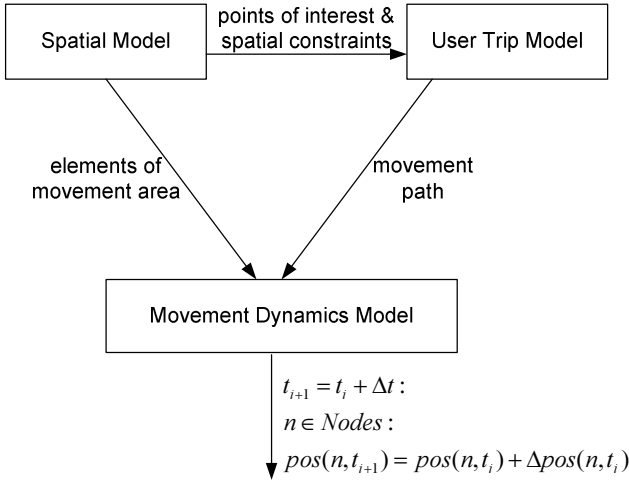 points of interest &
spatial constraints
Spatial Model
User Trip Model
elements of
movement area
movement
path
Movement Dynamics Model
t_{i+1} = t_i + Δt :
n ∈ Nodes :
pos(n, t_{i+1}) = pos(n, t_i) + Δpos(n, t_i)